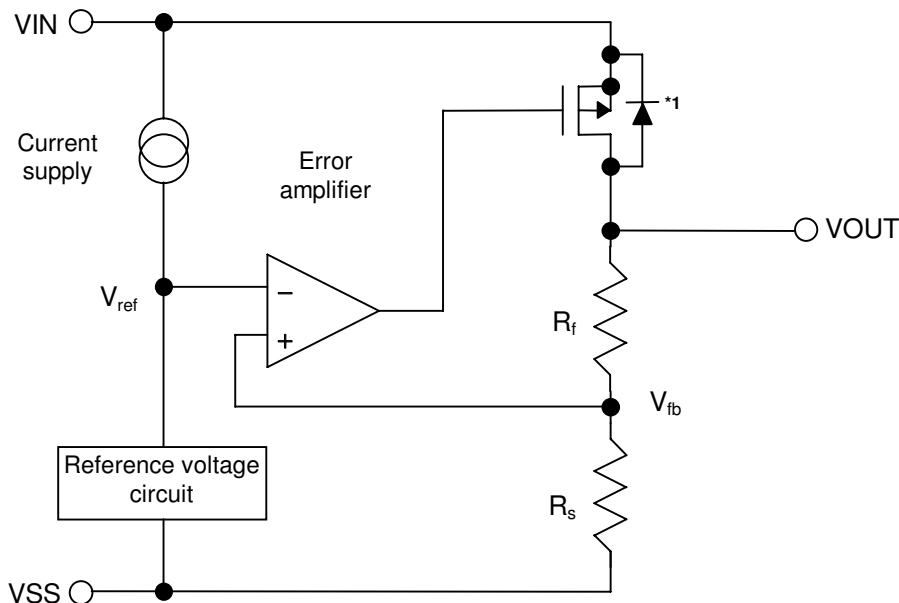 VIN
*1
Current
supply
Error
amplifier
VOUT
Vref
−
+
Rf
Vfb
Reference voltage
circuit
Rs
VSS